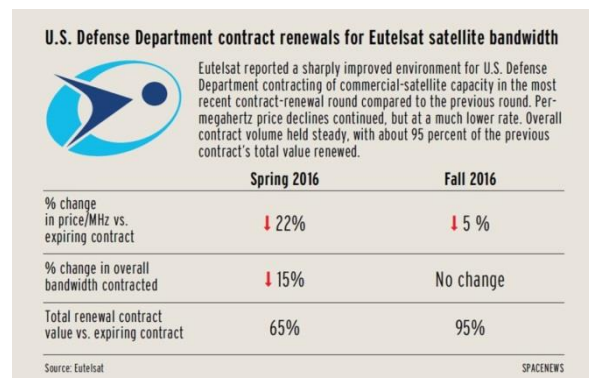 U.S. Defense Department contract renewals for Eutelsat satellite bandwidth
Eutelsat reported a sharply improved environment for U.S. Defense
Department contracting of commercial-satellite capacity in the most
recent contract-renewal round compared to the previous round. Per-
megahertz price declines continued, but at a much lower rate. Overall
contract volume held steady, with about 95 percent of the previous
contract's total value renewed.
Spring 2016 Fall 2016
% change
in price/MHz vs.
expiring contract
↓ 22% ↓ 5 %
% change in overall
bandwidth contracted
↓ 15% No change
Total renewal contract
value vs. expiring contract
65% 95%
Source: Eutelsat SPACENEWS